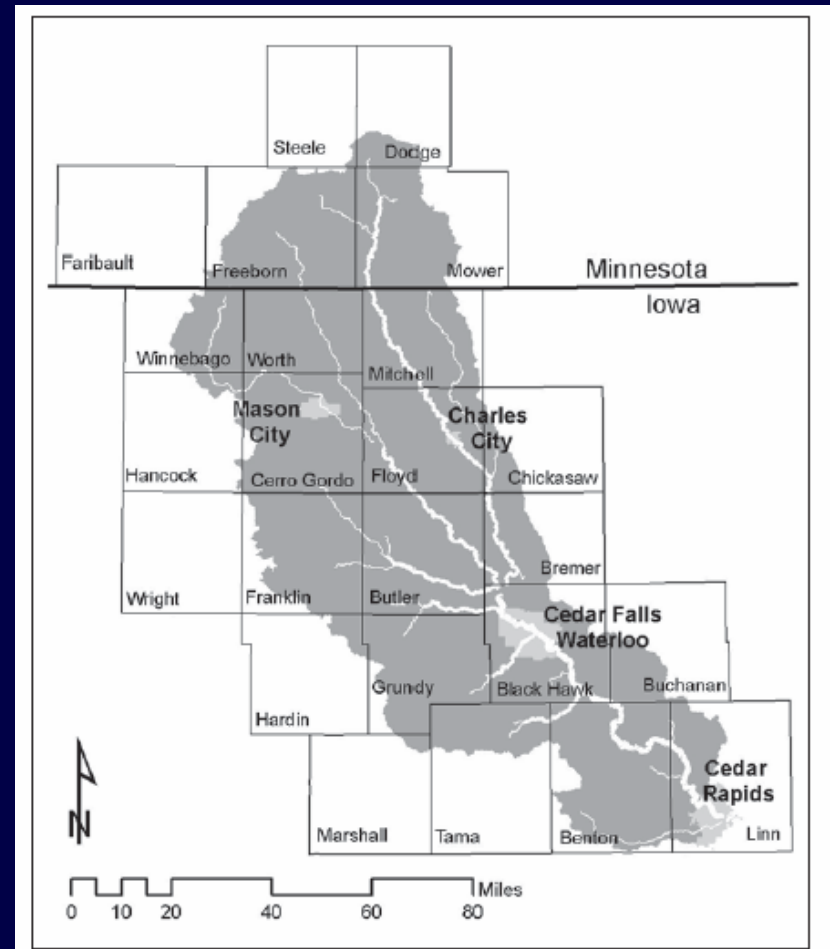 Steele
Dodge
Faribault
Freeborn
Mower
Minnesota
Iowa
Winnebago
Worth
Mitchell
Mason
City
Charles
City
Hancock
Cerro Gordo
Floyd
Chickasaw
Wright
Franklin
Butler
Bremer
Cedar Falls
Waterloo
Grundy
Black Hawk
Buchanan
Hardin
Cedar
Rapids
N
Marshall
Tama
Benton
Linn
Miles
0 10 20 40 60 80